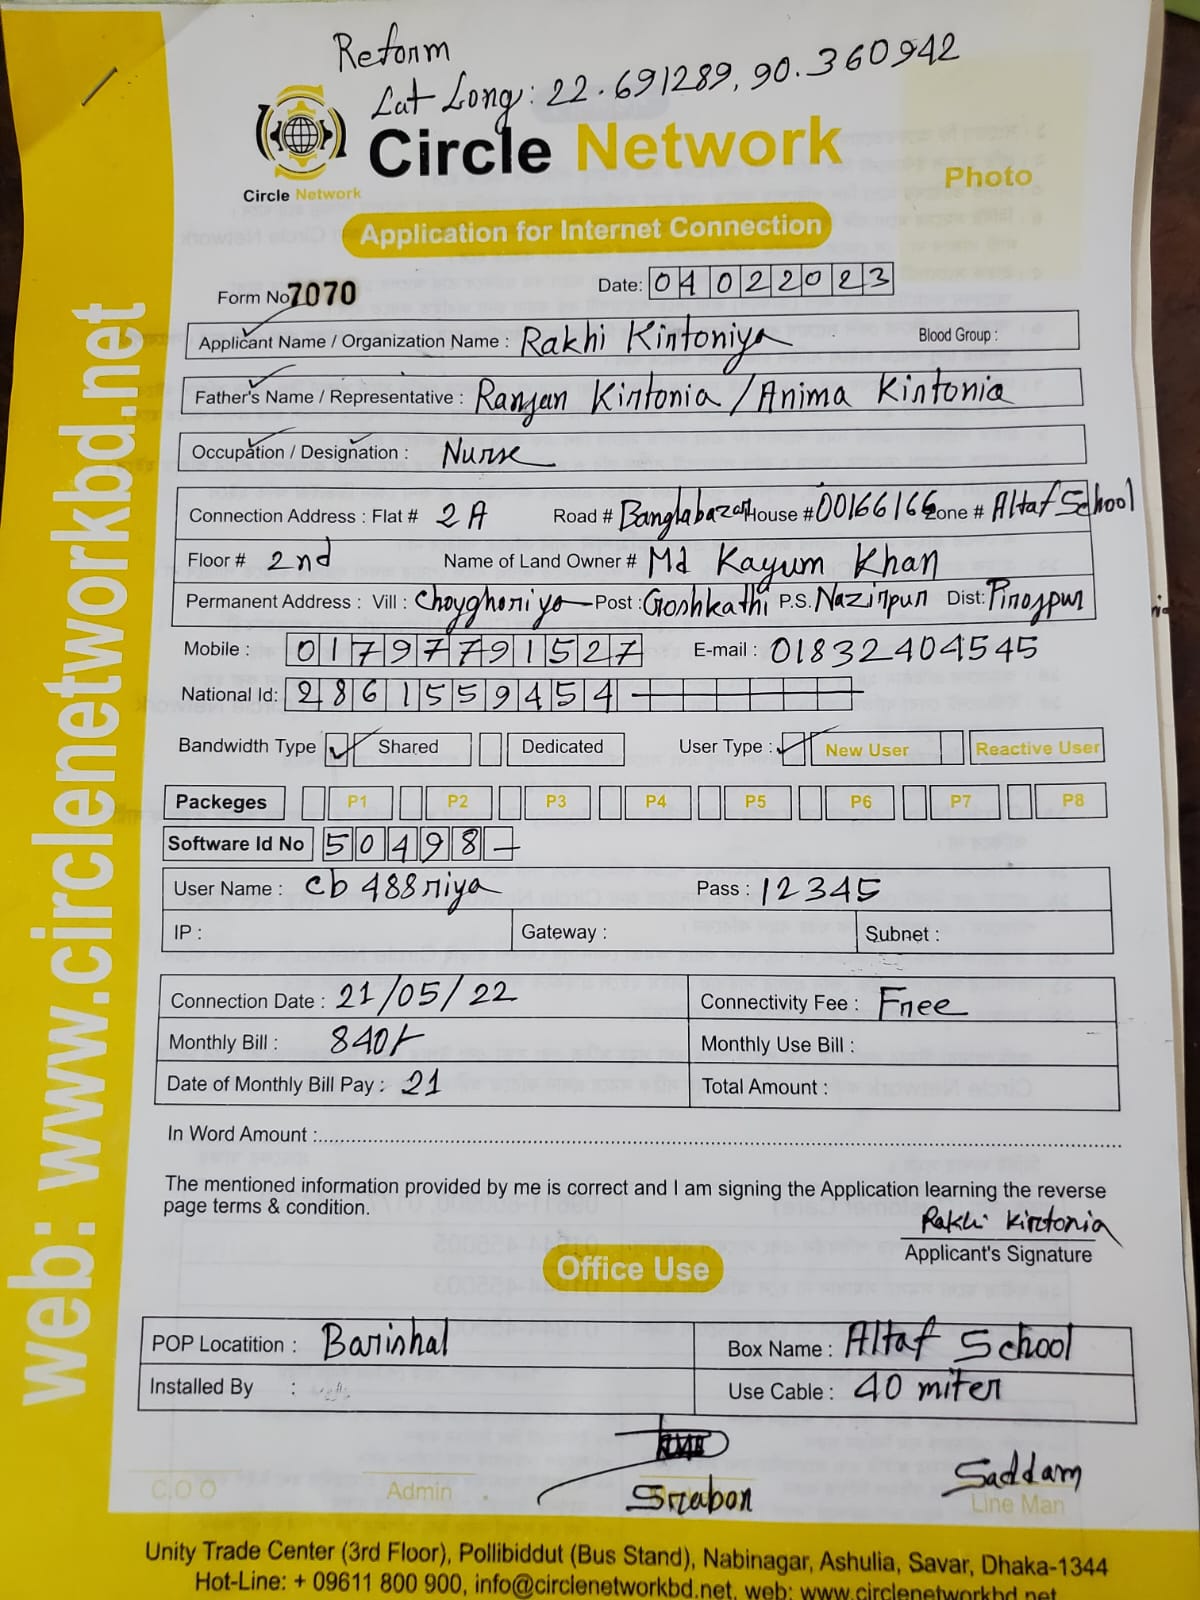 Reform
Lat Long: 22.691289, 90.360942
Circle Network
Circle Network
Photo
Application for Internet Connection
Form No 7070
Date: 04022023
Applicant Name / Organization Name : Rakhi Kirtoniya Blood Group :
Father's Name / Representative : Ranjan Kirtonia / Anima Kirtonia
Occupation / Designation : Nurse
Connection Address : Flat # 2A Road # Banglabazar House # 00166166 Zone # Altaf School
Floor # 2nd Name of Land Owner # Md Kayum Khan
Permanent Address : Vill : Choyghoriya Post : Goshkathi P.S. Nazirpur Dist: Pirojpur
Mobile : 01797791527 E-mail : 01832404545
National Id: 2861559454
Bandwidth Type Shared Dedicated User Type : New User Reactive User
Packeges P1 P2 P3 P4 P5 P6 P7 P8
Software Id No 50498-
User Name : cb488riya Pass : 12345
IP : Gateway : Subnet :
Connection Date : 21/05/22 Connectivity Fee : Free
Monthly Bill : 840/- Monthly Use Bill :
Date of Monthly Bill Pay : 21 Total Amount :
In Word Amount :
The mentioned information provided by me is correct and I am signing the Application learning the reverse
page terms & condition.
Rakhi Kirtonia
Applicant's Signature
Office Use
POP Locatition : Barishal Box Name : Altaf School
Installed By : Use Cable : 40 miter
Srabon Saddam
C.O.O Admin Line Man
Unity Trade Center (3rd Floor), Pollibiddut (Bus Stand), Nabinagar, Ashulia, Savar, Dhaka-1344
Hot-Line: + 09611 800 900, info@circlenetworkbd.net, web: www.circlenetworkbd.net
web: www.circlenetworkbd.net